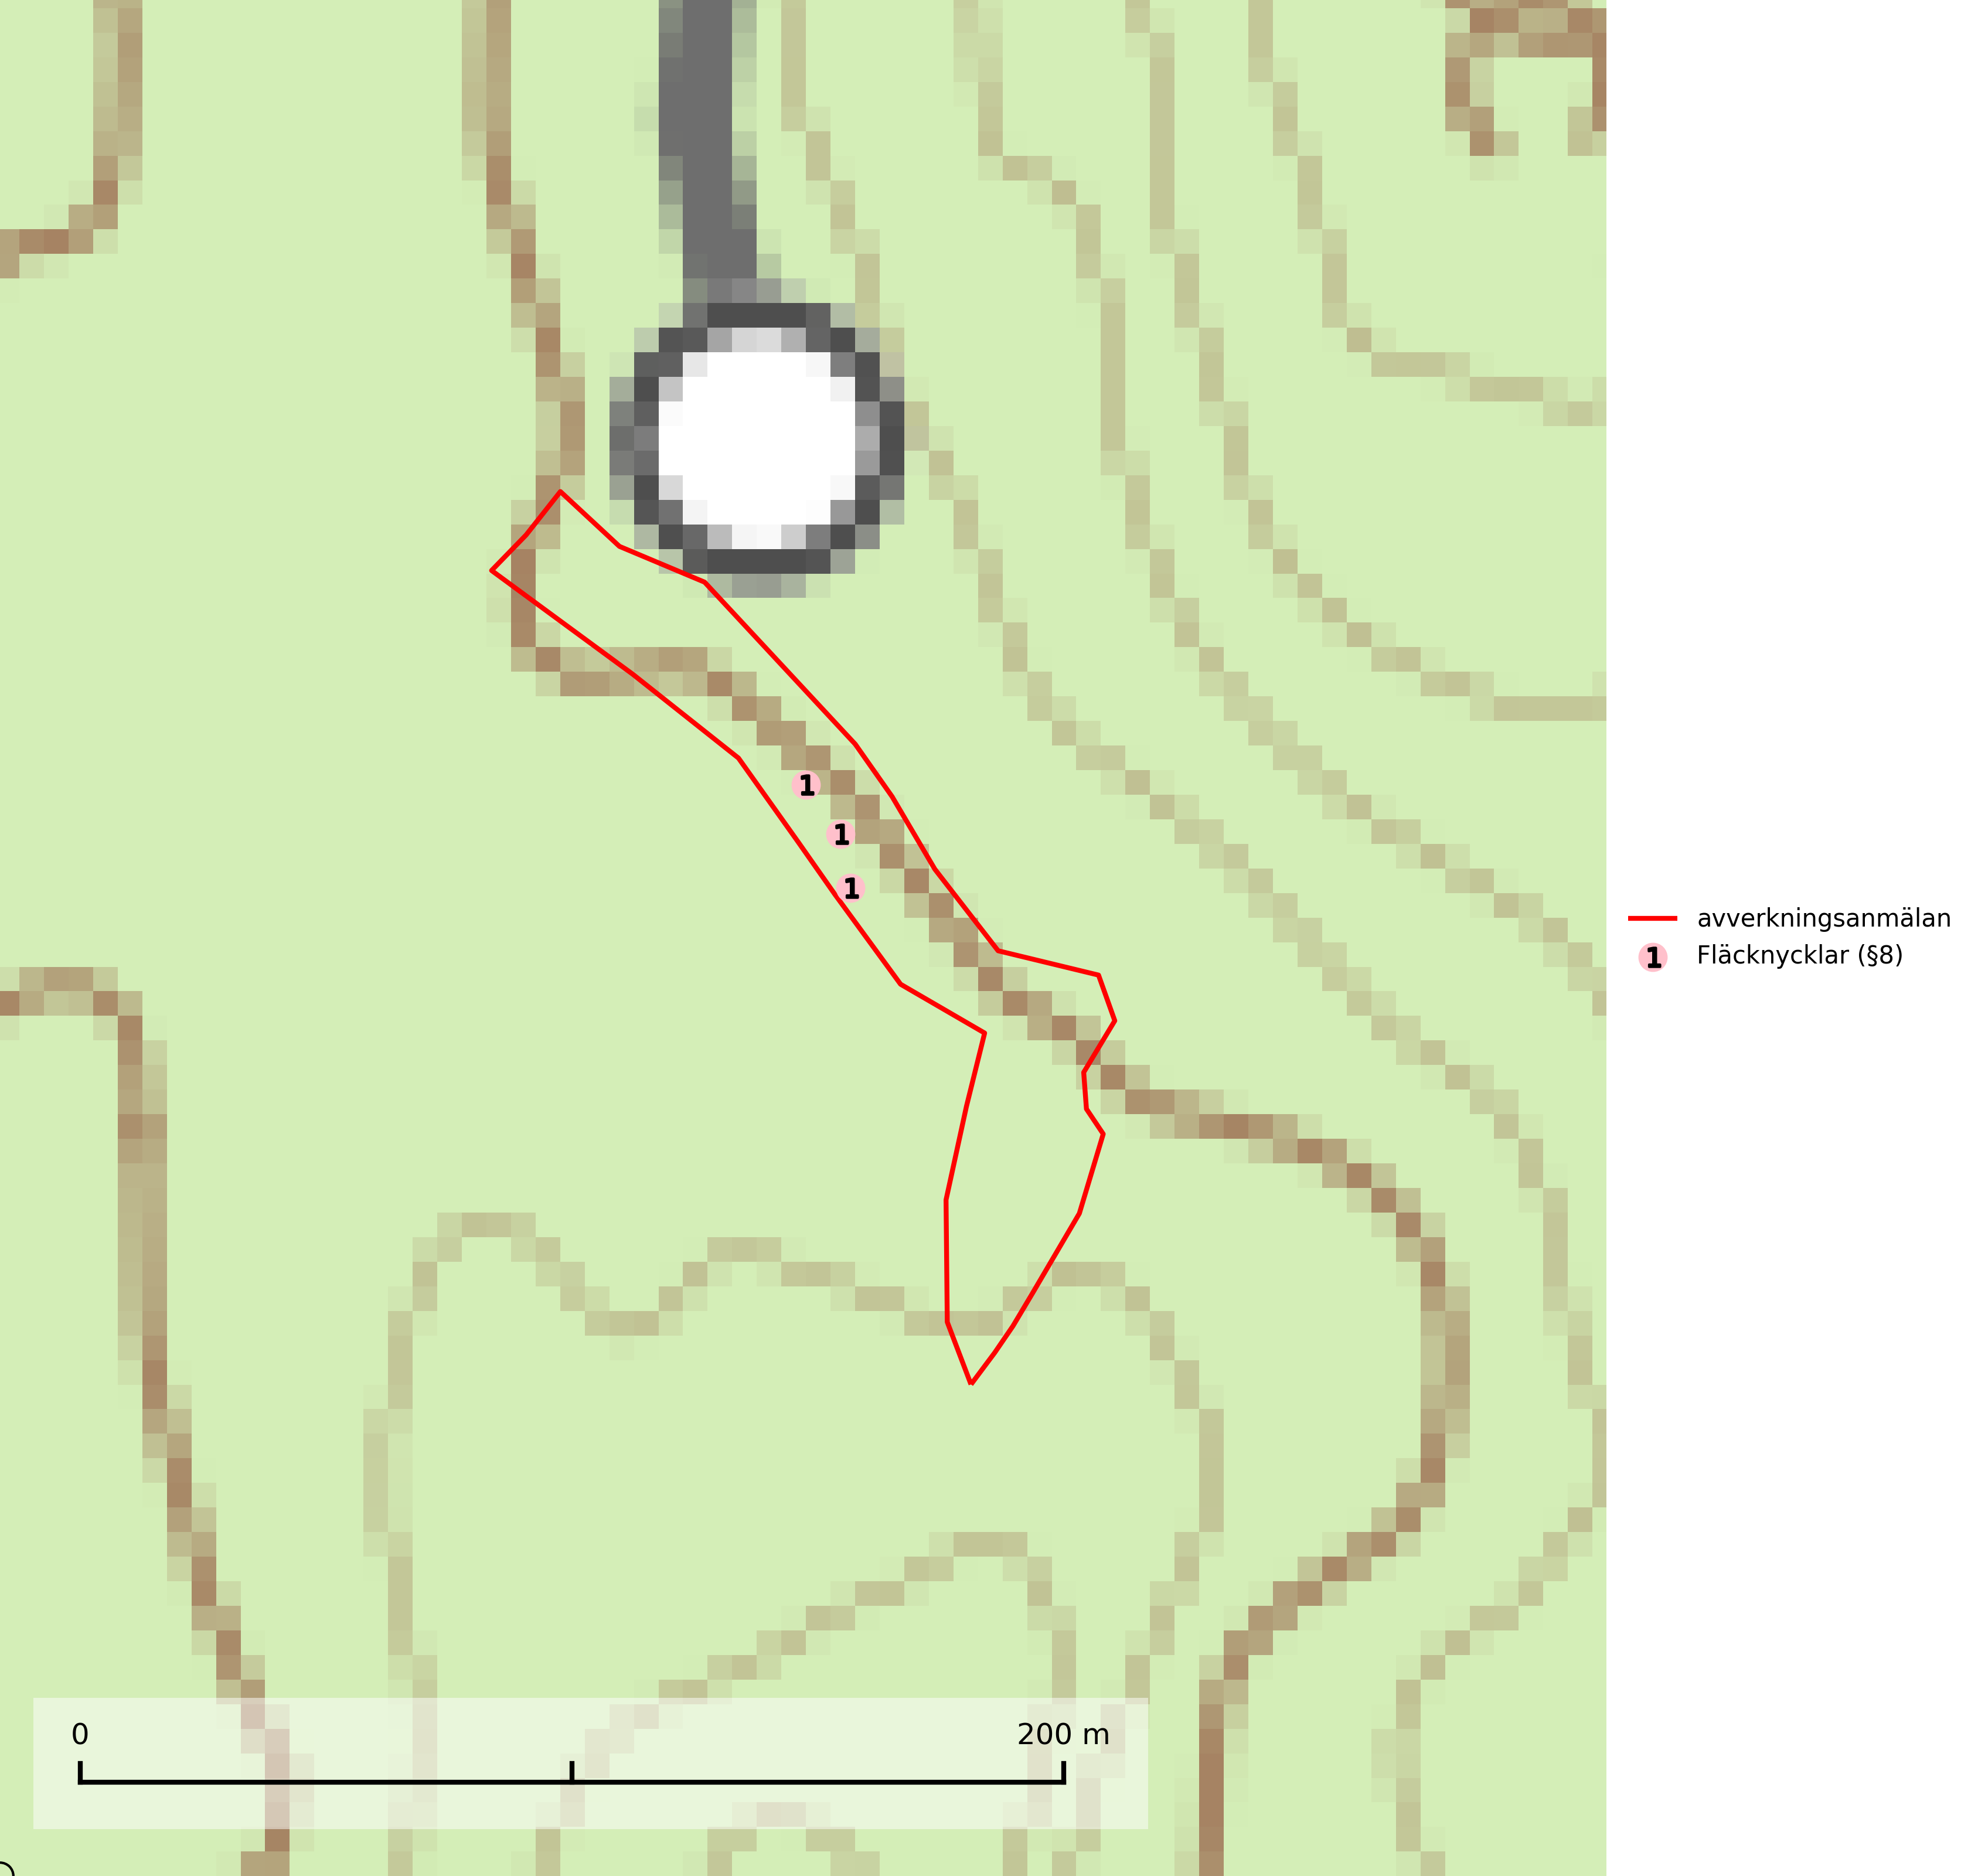 1
1
1
avverkningsanmälan
1 Fläcknycklar (§8)
0 200 m